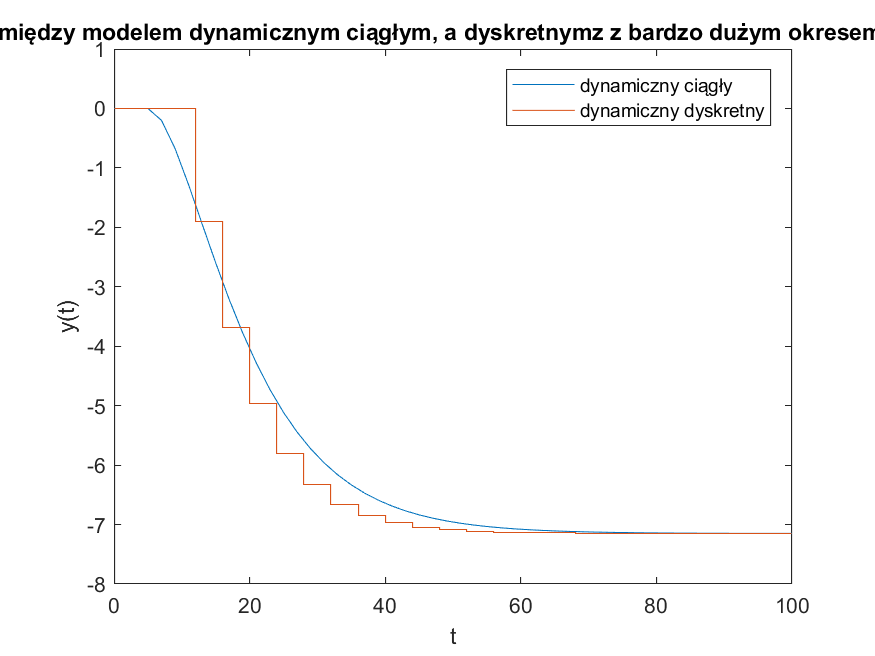 między modelem dynamicznym ciągłym, a dyskretnymz z bardzo dużym okresem
dynamiczny ciągły
dynamiczny dyskretny
1
0
-1
-2
-3
-4
-5
-6
-7
-8
y(t)
0 20 40 60 80 100
t